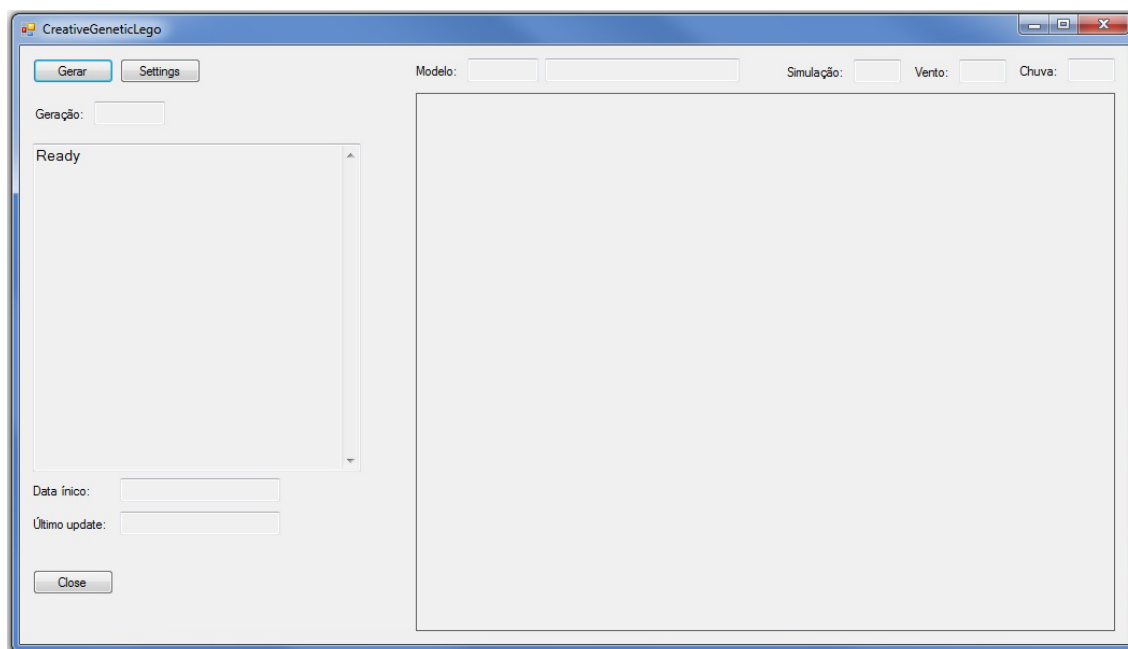 CreativeGeneticLego
Gerar Settings Modelo: Simulação: Vento: Chuva:
Geração:
Ready
Data ínico:
Último update:
Close